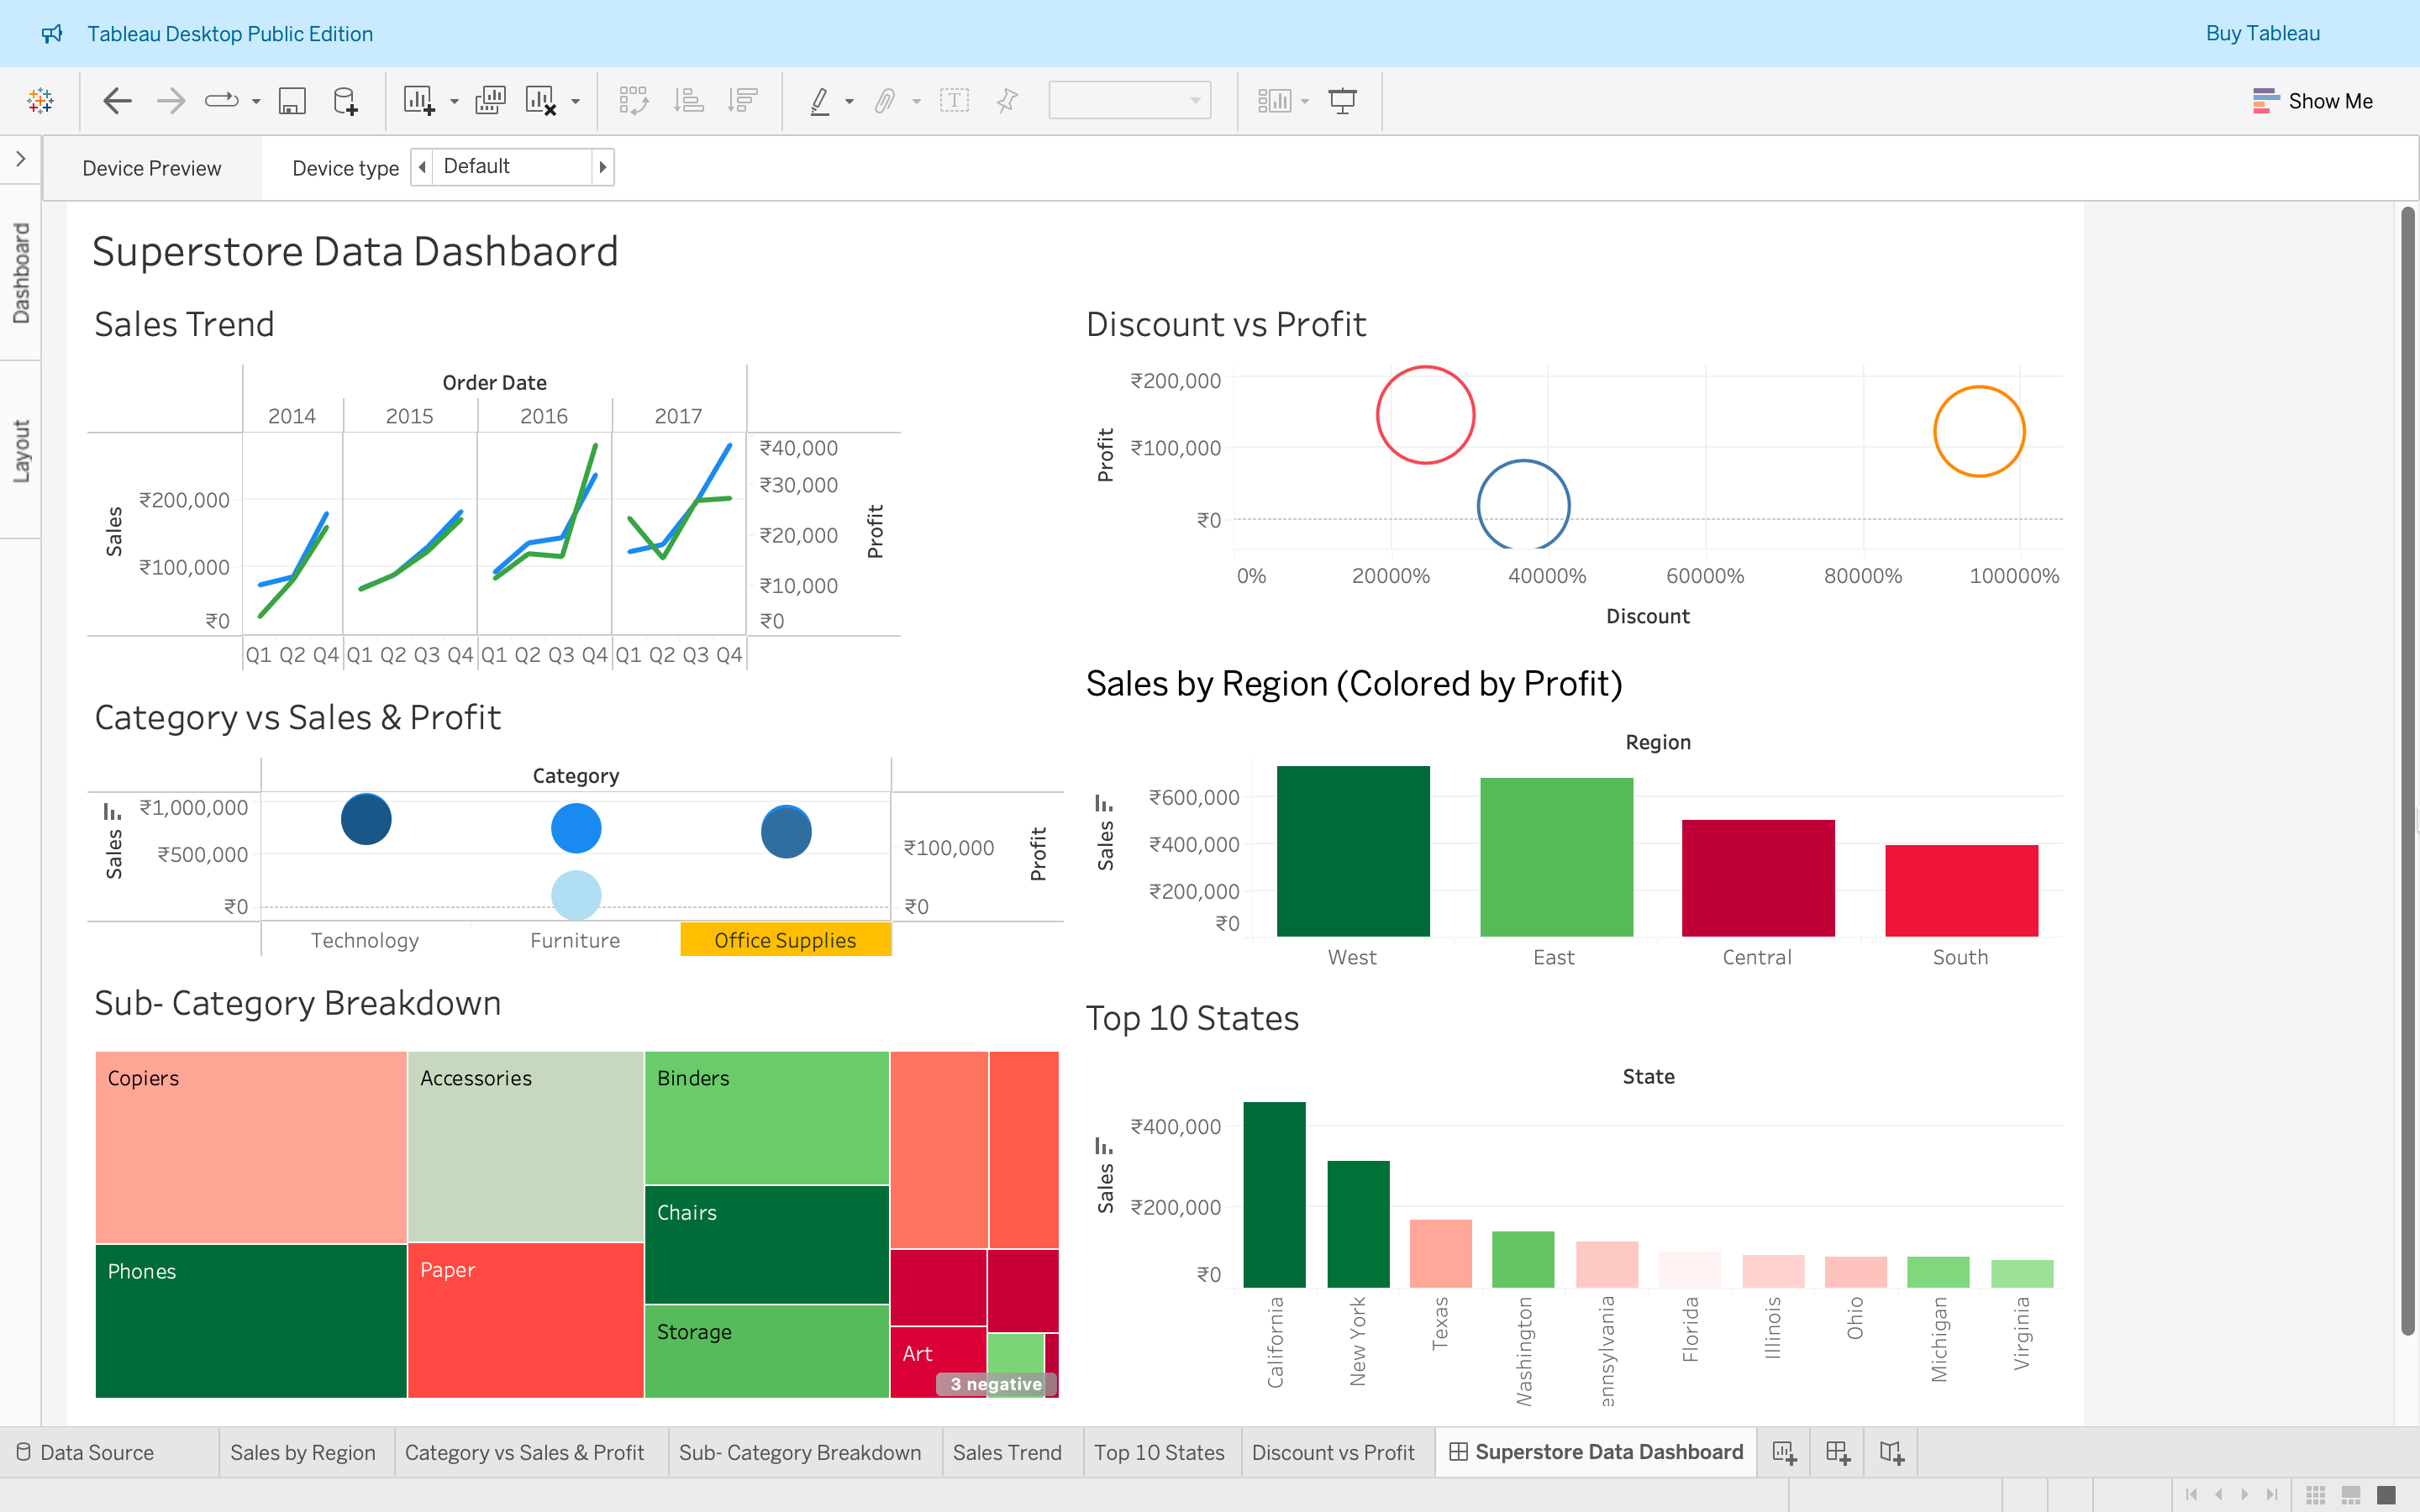 Tableau Desktop Public Edition
Buy Tableau
Show Me
Device Preview
Device type
Default
Dashboard
Layout
Superstore Data Dashbaord
Sales Trend
Order Date
2014 2015 2016 2017
Sales
₹200,000
₹100,000
₹0
₹40,000
₹30,000
₹20,000
₹10,000
₹0
Profit
Q1 Q2 Q4 Q1 Q2 Q3 Q4 Q1 Q2 Q3 Q4 Q1 Q2 Q3 Q4
Discount vs Profit
Profit
₹200,000
₹100,000
₹0
0% 20000% 40000% 60000% 80000% 100000%
Discount
Category vs Sales & Profit
Category
Sales
₹1,000,000
₹500,000
₹0
₹100,000
₹0
Profit
Technology Furniture Office Supplies
Sales by Region (Colored by Profit)
Region
Sales
₹600,000
₹400,000
₹200,000
₹0
West East Central South
Sub- Category Breakdown
Copiers
Accessories
Binders
Chairs
Phones
Paper
Storage
Art
3 negative
Top 10 States
State
Sales
₹400,000
₹200,000
₹0
California
New York
Texas
Washington
ennsylvania
Florida
Illinois
Ohio
Michigan
Virginia
Data Source
Sales by Region
Category vs Sales & Profit
Sub- Category Breakdown
Sales Trend
Top 10 States
Discount vs Profit
Superstore Data Dashboard